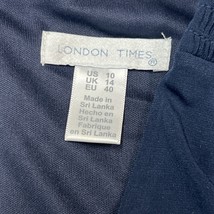 LONDON TIMES
®
US 10
UK 14
EU 40
Made in
Sri Lanka
Hecho en
Sri Lanka
Fabrique
en Sri Lanka